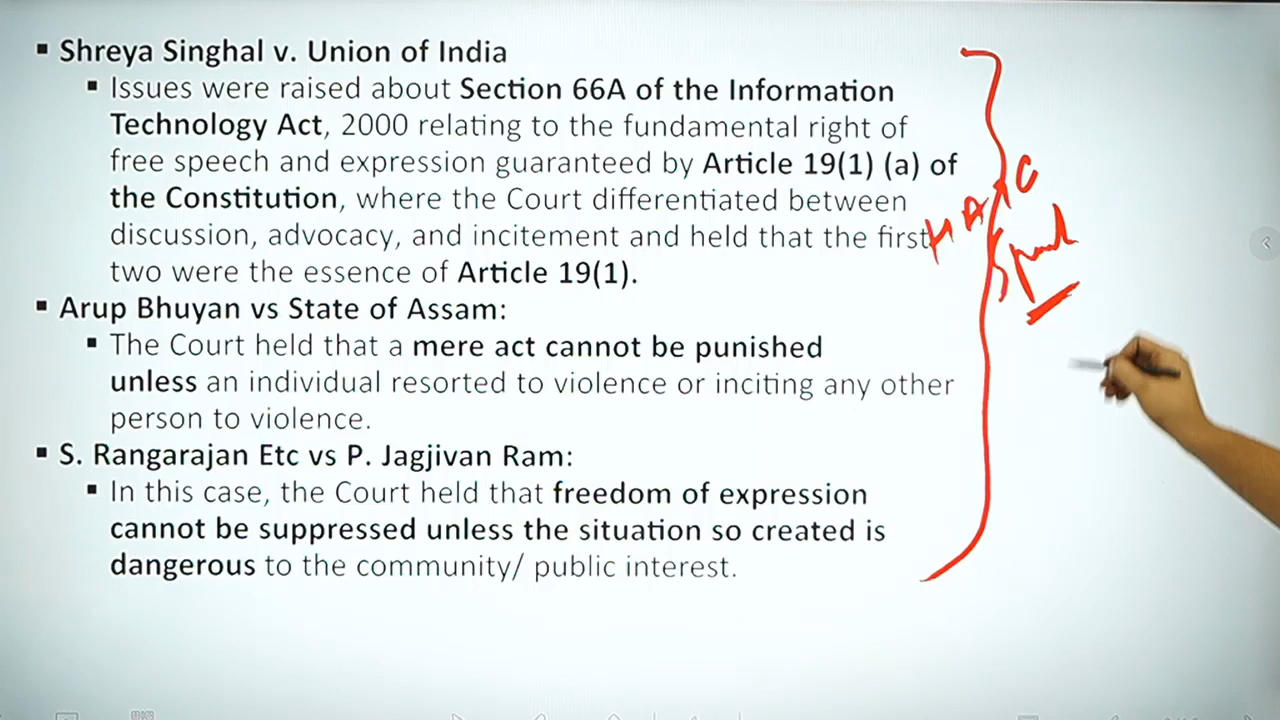 ▪ Shreya Singhal v. Union of India
▪ Issues were raised about Section 66A of the Information
Technology Act, 2000 relating to the fundamental right of
free speech and expression guaranteed by Article 19(1) (a) of
the Constitution, where the Court differentiated between
discussion, advocacy, and incitement and held that the first
two were the essence of Article 19(1).
▪ Arup Bhuyan vs State of Assam:
▪ The Court held that a mere act cannot be punished
unless an individual resorted to violence or inciting any other
person to violence.
▪ S. Rangarajan Etc vs P. Jagjivan Ram:
▪ In this case, the Court held that freedom of expression
cannot be suppressed unless the situation so created is
dangerous to the community/ public interest.